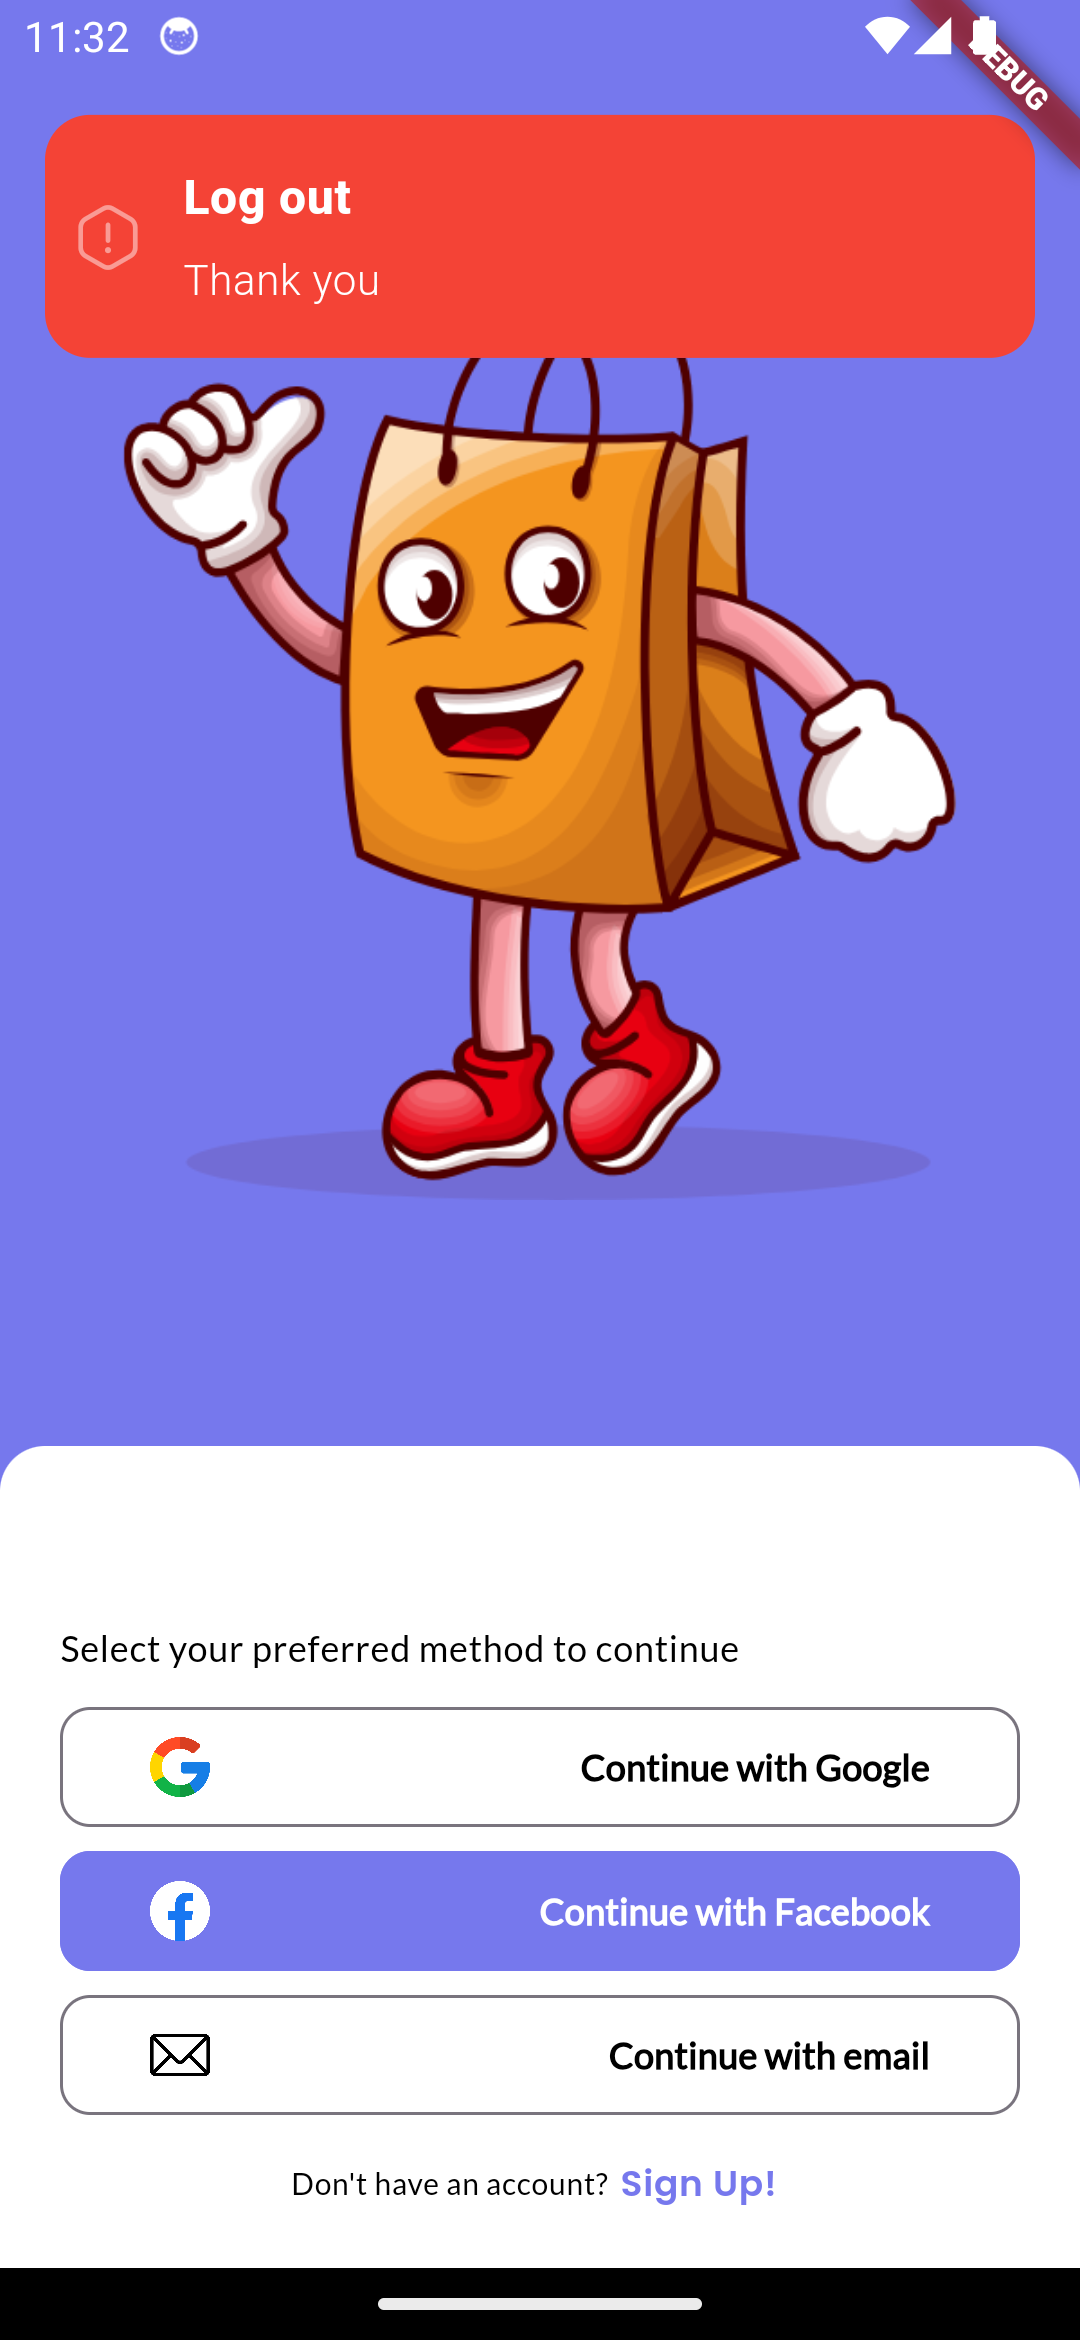 11:32
DEBUG
Log out
Thank you
Select your preferred method to continue
Continue with Google
Continue with Facebook
Continue with email
Don't have an account? Sign Up!